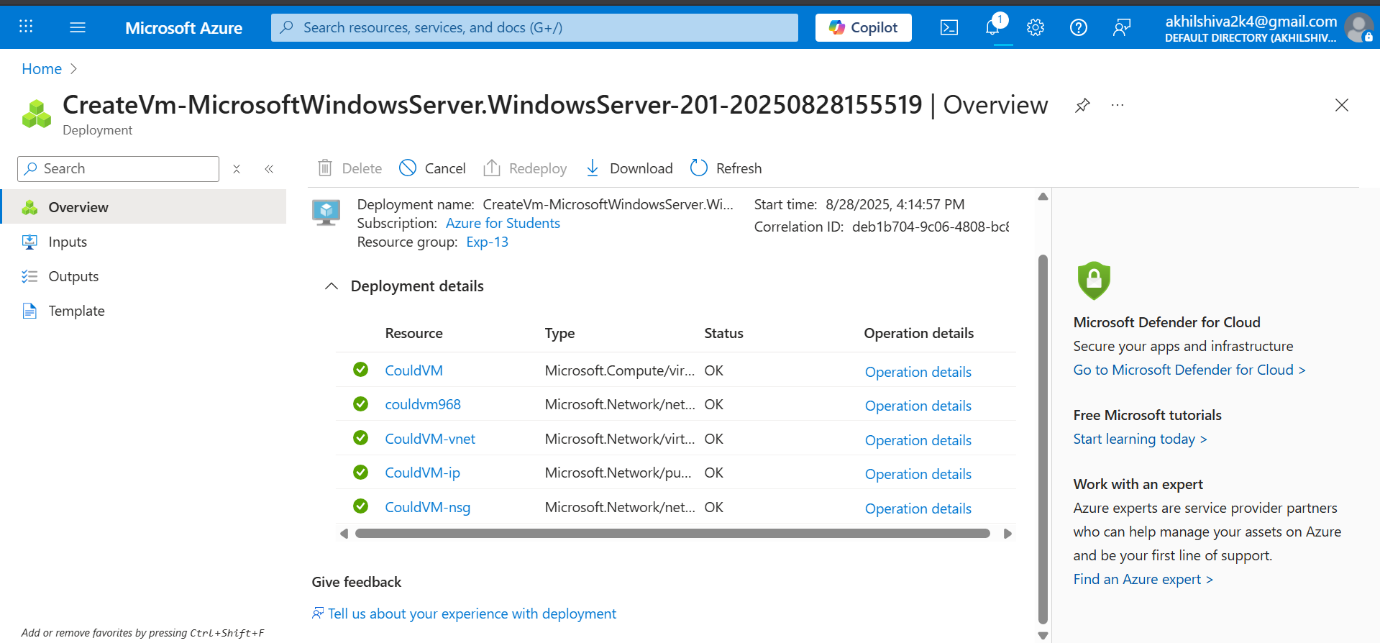 Microsoft Azure
Search resources, services, and docs (G+/)
Copilot
1
akhilshiva2k4@gmail.com
DEFAULT DIRECTORY (AKHILSHIV...
Home
CreateVm-MicrosoftWindowsServer.WindowsServer-201-20250828155519 | Overview
Deployment
Search
Delete
Cancel
Redeploy
Download
Refresh
Overview
Inputs
Outputs
Template
Deployment name: CreateVm-MicrosoftWindowsServer.Wi...
Subscription: Azure for Students
Resource group: Exp-13
Start time: 8/28/2025, 4:14:57 PM
Correlation ID: deb1b704-9c06-4808-bc8
Deployment details
Resource Type Status Operation details
CouldVM Microsoft.Compute/vir... OK Operation details
couldvm968 Microsoft.Network/net... OK Operation details
CouldVM-vnet Microsoft.Network/virt... OK Operation details
CouldVM-ip Microsoft.Network/pu... OK Operation details
CouldVM-nsg Microsoft.Network/net... OK Operation details
Give feedback
Tell us about your experience with deployment
Microsoft Defender for Cloud
Secure your apps and infrastructure
Go to Microsoft Defender for Cloud >
Free Microsoft tutorials
Start learning today >
Work with an expert
Azure experts are service provider partners
who can help manage your assets on Azure
and be your first line of support.
Find an Azure expert >
Add or remove favorites by pressing Ctrl+Shift+F